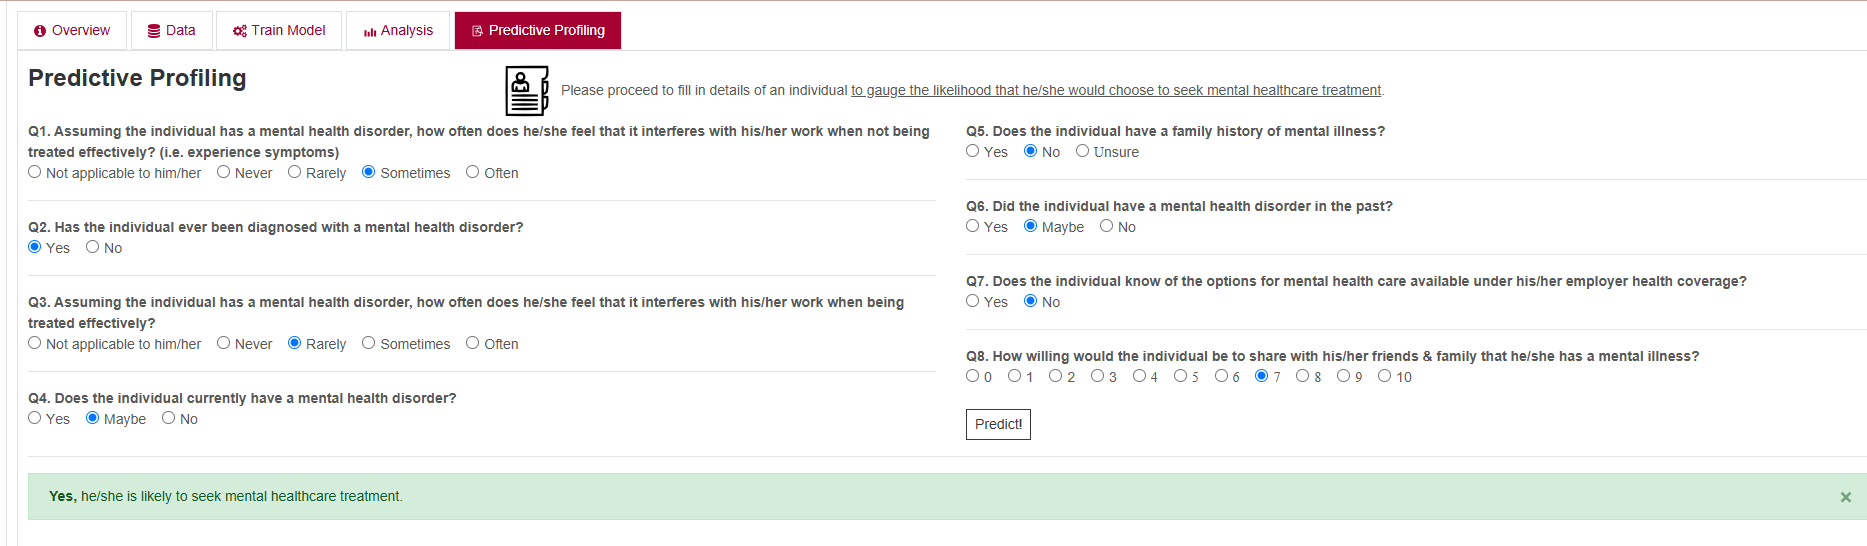 Overview Data Train Model Analysis Predictive Profiling
Predictive Profiling
Please proceed to fill in details of an individual to gauge the likelihood that he/she would choose to seek mental healthcare treatment.
Q1. Assuming the individual has a mental health disorder, how often does he/she feel that it interferes with his/her work when not being
treated effectively? (i.e. experience symptoms)
Not applicable to him/her Never Rarely Sometimes Often
Q2. Has the individual ever been diagnosed with a mental health disorder?
Yes No
Q3. Assuming the individual has a mental health disorder, how often does he/she feel that it interferes with his/her work when being
treated effectively?
Not applicable to him/her Never Rarely Sometimes Often
Q4. Does the individual currently have a mental health disorder?
Yes Maybe No
Q5. Does the individual have a family history of mental illness?
Yes No Unsure
Q6. Did the individual have a mental health disorder in the past?
Yes Maybe No
Q7. Does the individual know of the options for mental health care available under his/her employer health coverage?
Yes No
Q8. How willing would the individual be to share with his/her friends & family that he/she has a mental illness?
0 1 2 3 4 5 6 7 8 9 10
Predict!
Yes, he/she is likely to seek mental healthcare treatment.
×